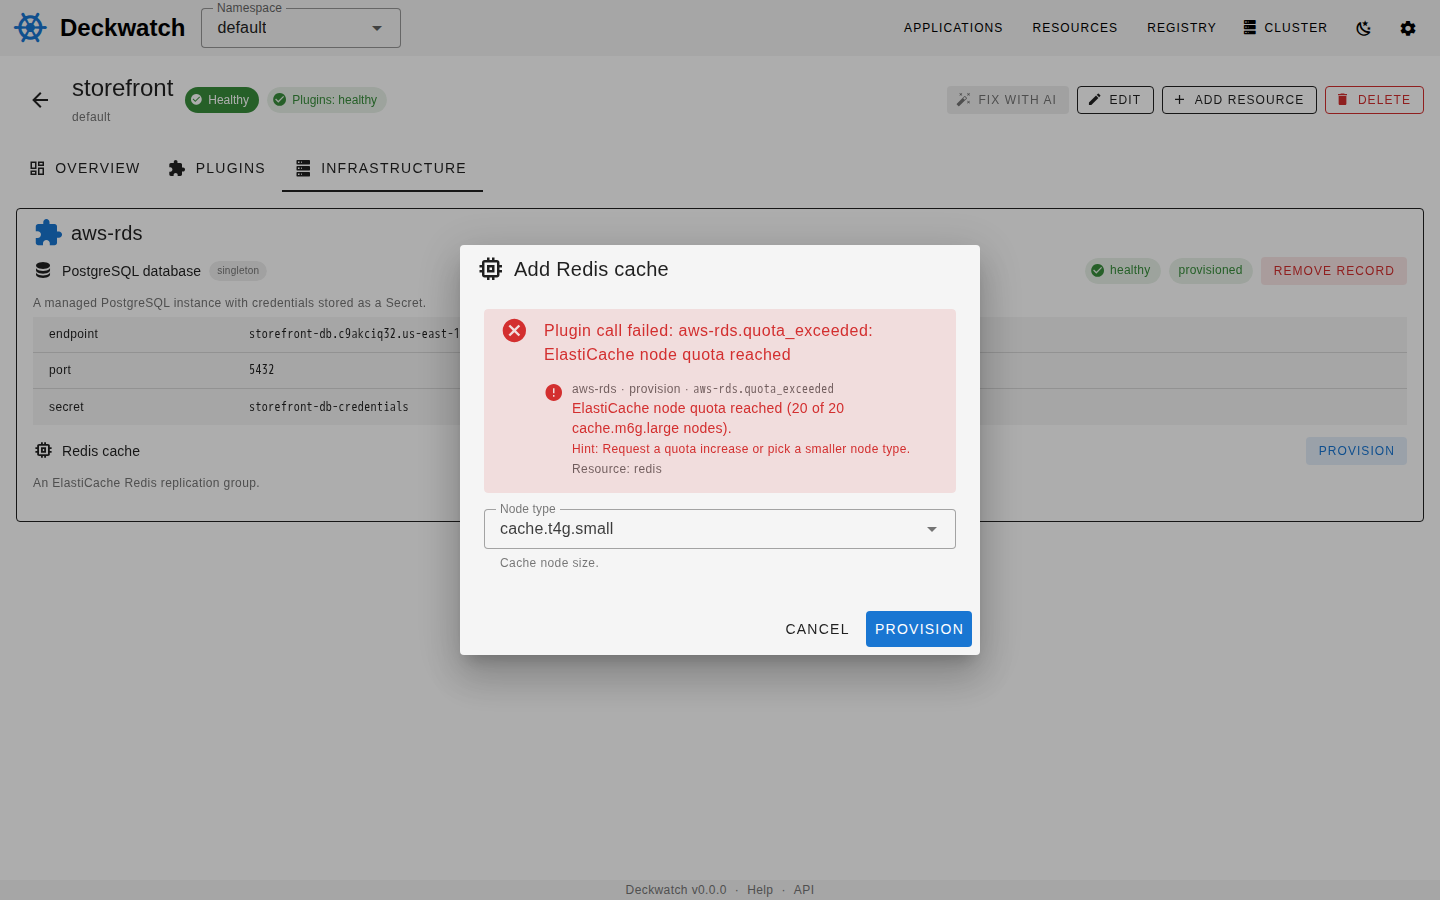 Deckwatch
Namespace
default
APPLICATIONS
RESOURCES
REGISTRY
CLUSTER
storefront
default
Healthy
Plugins: healthy
FIX WITH AI
EDIT
ADD RESOURCE
DELETE
OVERVIEW
PLUGINS
INFRASTRUCTURE
aws-rds
PostgreSQL database
singleton
healthy
provisioned
REMOVE RECORD
A managed PostgreSQL instance with credentials stored as a Secret.
endpoint
storefront-db.c9akciq32.us-east-1
port
5432
secret
storefront-db-credentials
Redis cache
PROVISION
An ElastiCache Redis replication group.
Add Redis cache
Plugin call failed: aws-rds.quota_exceeded:
ElastiCache node quota reached
aws-rds · provision · aws-rds.quota_exceeded
ElastiCache node quota reached (20 of 20
cache.m6g.large nodes).
Hint: Request a quota increase or pick a smaller node type.
Resource: redis
Node type
cache.t4g.small
Cache node size.
CANCEL
PROVISION
Deckwatch v0.0.0 · Help · API